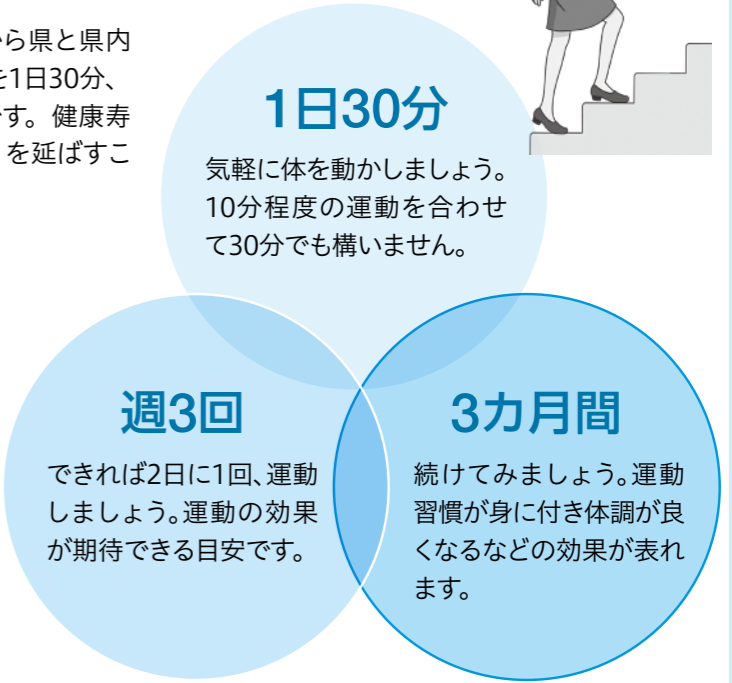 ら県と県内
を1日30分、
す。健康寿
を延ばすこ
1日30分
気軽に体を動かしましょう。
10分程度の運動を合わせ
て30分でも構いません。
週3回
できれば2日に1回、運動
しましょう。運動の効果
が期待できる目安です。
3カ月間
続けてみましょう。運動
習慣が身に付き体調が良
くなるなどの効果が表れ
ます。